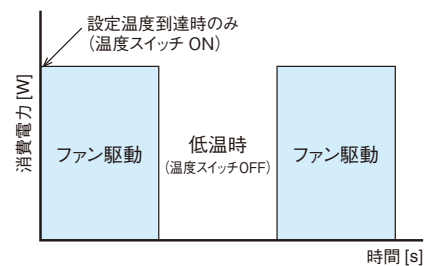 設定温度到達時のみ
（温度スイッチ ON）
消費電力 [W]
ファン駆動
低温時
（温度スイッチOFF）
ファン駆動
時間 [s]